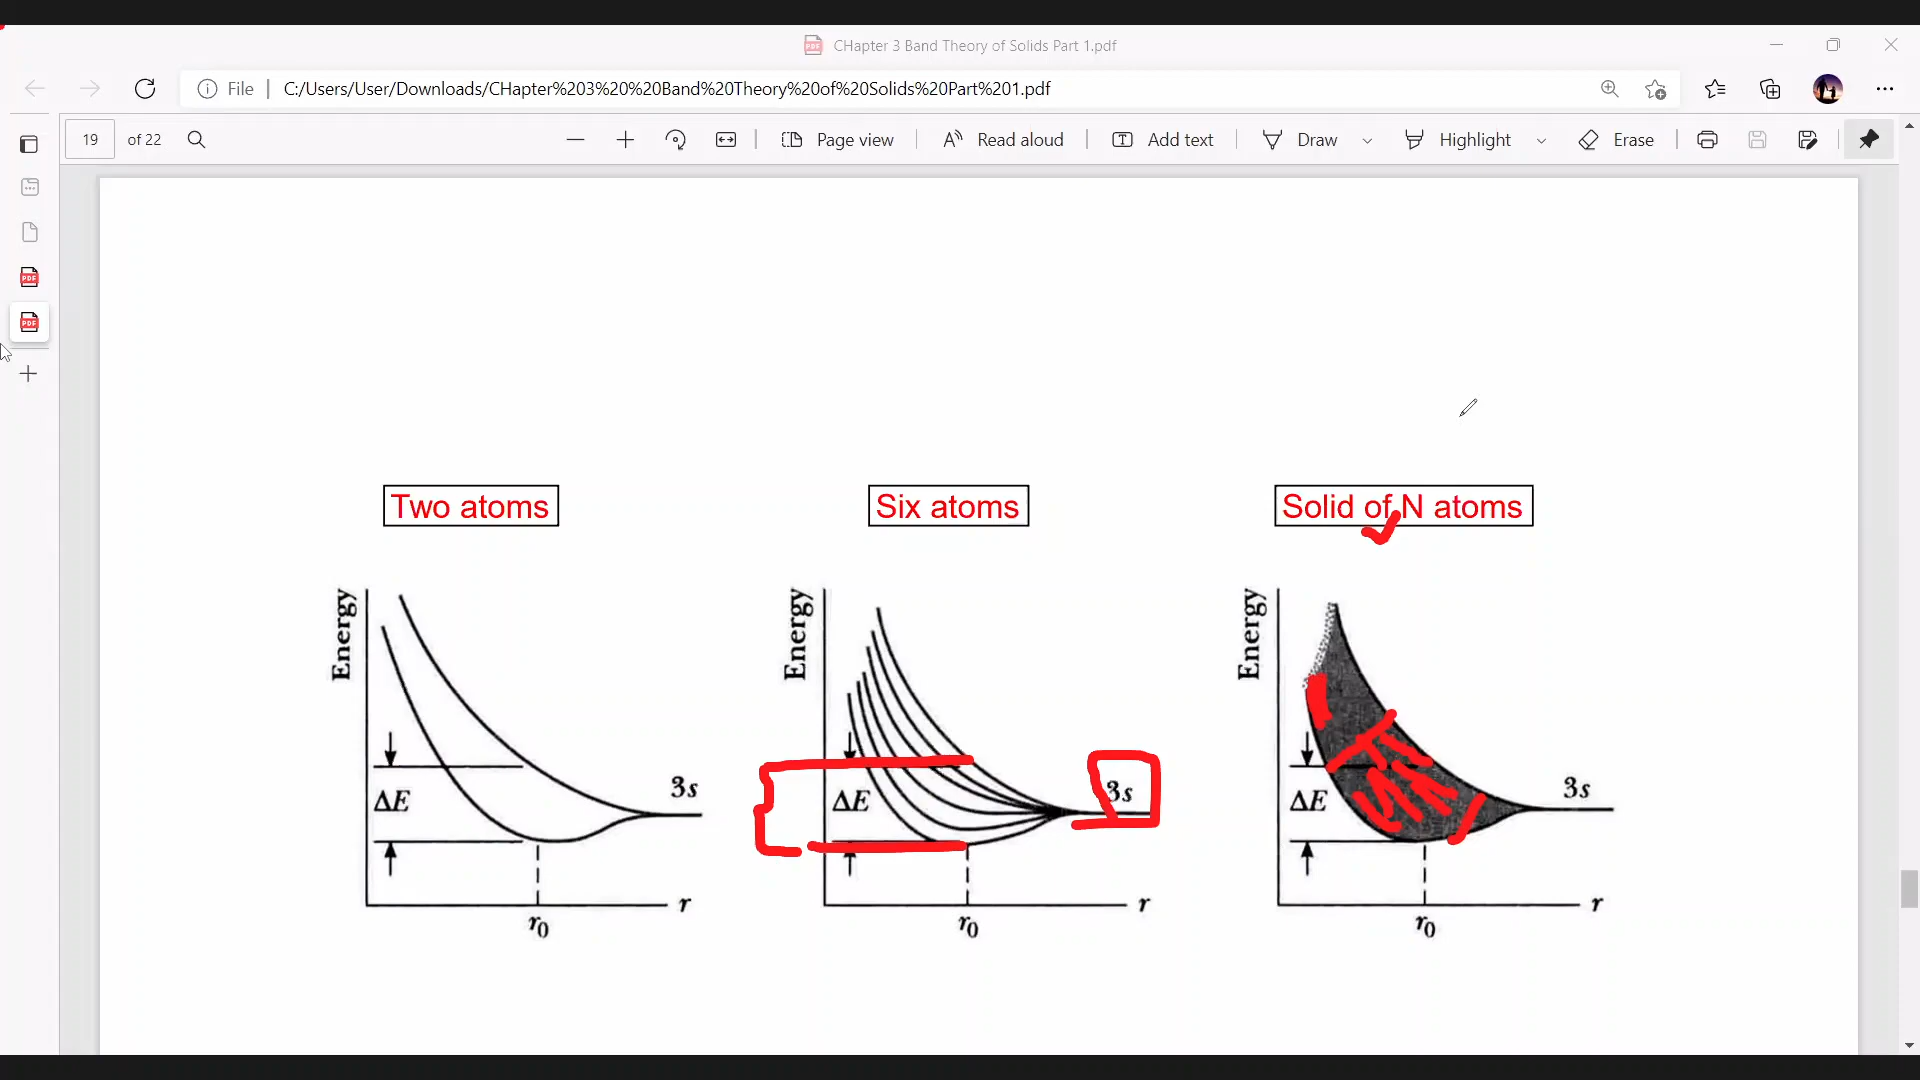 CHapter 3 Band Theory of Solids Part 1.pdf
File C:/Users/User/Downloads/CHapter%203%20%20Band%20Theory%20of%20Solids%20Part%201.pdf
19 of 22 Page view Read aloud Add text Draw Highlight Erase
Two atoms Six atoms Solid of N atoms
Energy Energy Energy
3s 3s 3s
ΔE ΔE ΔE
r r r
r0 r0 r0